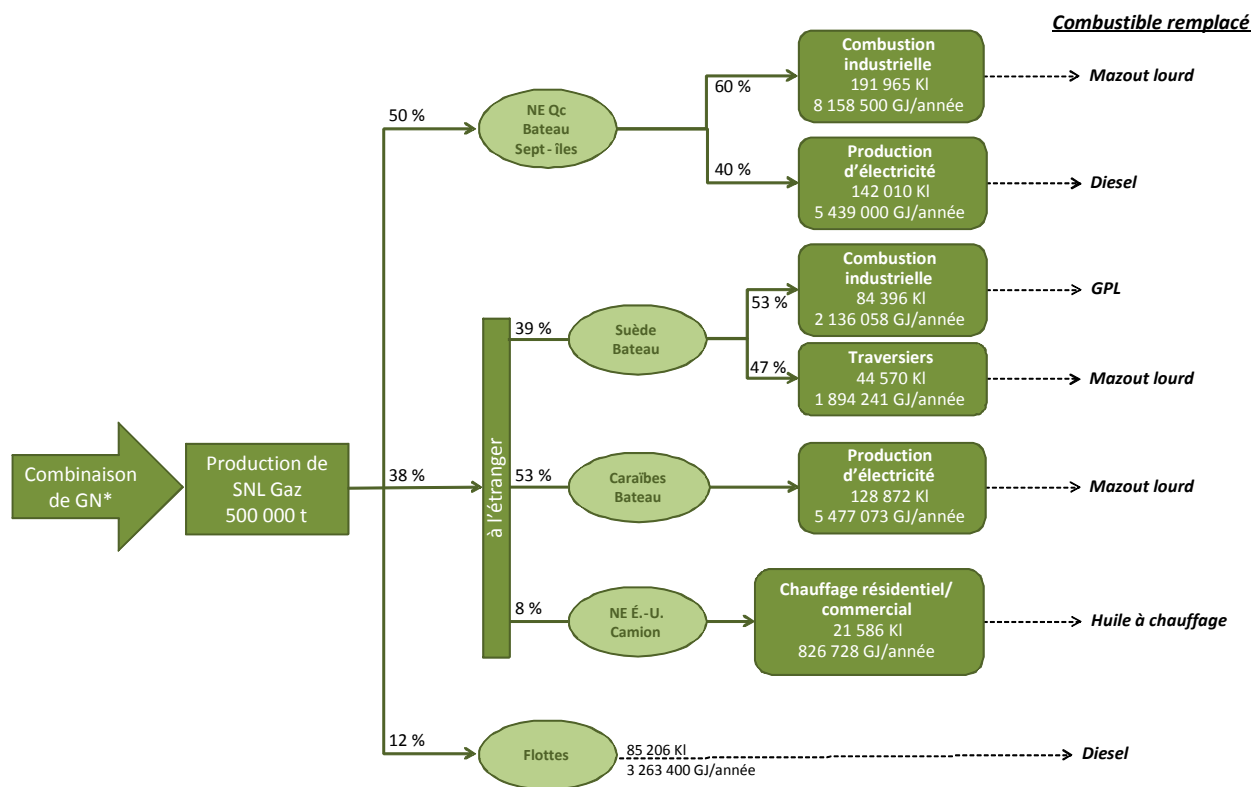 Combustible remplacé
Combinaison
de GN*
Production de
SNL Gaz
500 000 t
50 %
NE Qc
Bateau
Sept - îles
60 %
Combustion
industrielle
191 965 Kl
8 158 500 GJ/année
Mazout lourd
40 %
Production
d'électricité
142 010 Kl
5 439 000 GJ/année
Diesel
38 %
à l'étranger
39 %
Suède
Bateau
53 %
Combustion
industrielle
84 396 Kl
2 136 058 GJ/année
GPL
47 %
Traversiers
44 570 Kl
1 894 241 GJ/année
Mazout lourd
53 %
Caraïbes
Bateau
Production
d'électricité
128 872 Kl
5 477 073 GJ/année
Mazout lourd
8 %
NE É.-U.
Camion
Chauffage résidentiel/
commercial
21 586 Kl
826 728 GJ/année
Huile à chauffage
12 %
Flottes
85 206 Kl
3 263 400 GJ/année
Diesel